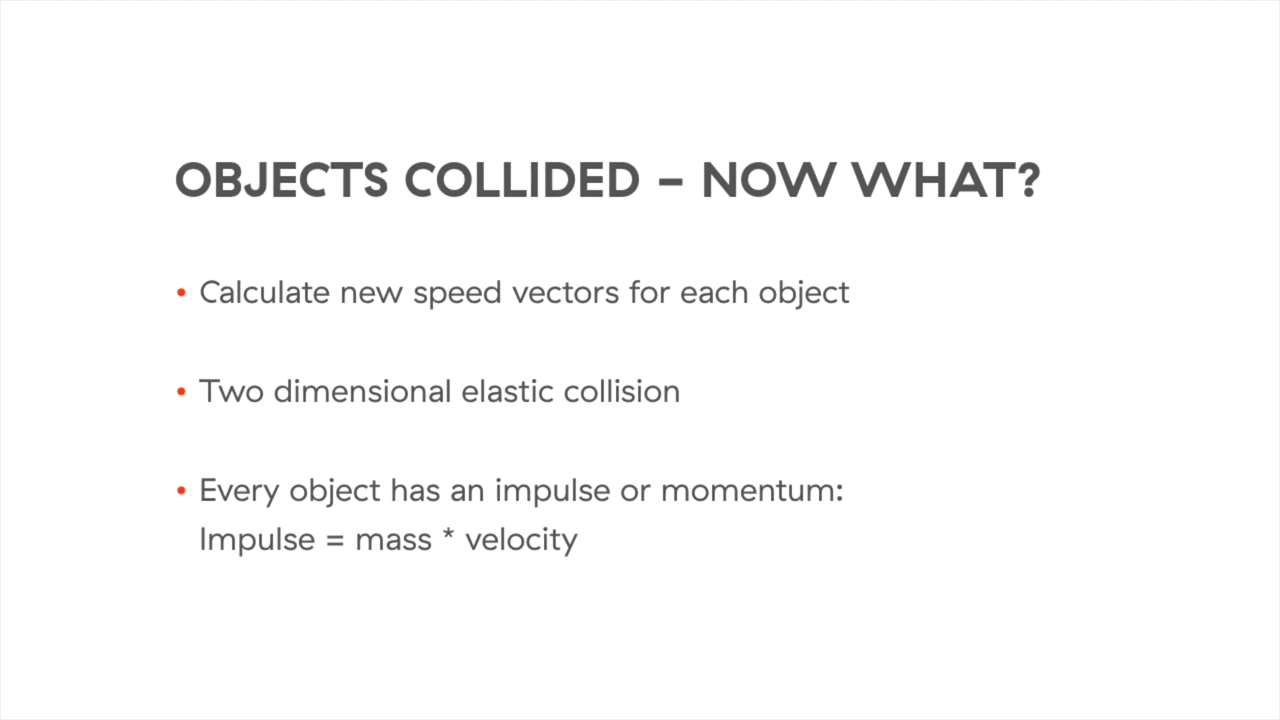 OBJECTS COLLIDED – NOW WHAT?
• Calculate new speed vectors for each object
• Two dimensional elastic collision
• Every object has an impulse or momentum:
Impulse = mass * velocity